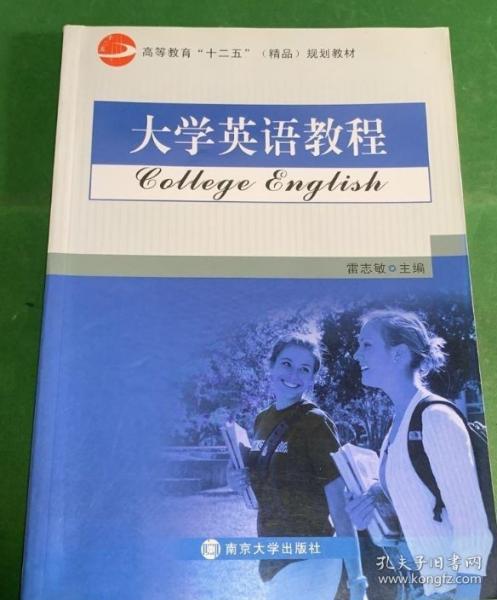 高等教育“十二五”（精品）规划教材
大学英语教程
College English
雷志敏 主编
南京大学出版社
孔夫子旧书网
www.kongfz.com